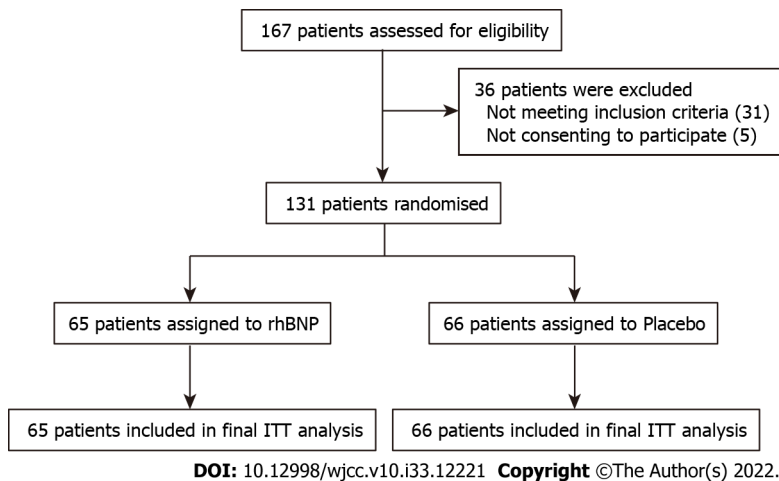 167 patients assessed for eligibility
36 patients were excluded
Not meeting inclusion criteria (31)
Not consenting to participate (5)
131 patients randomised
65 patients assigned to rhBNP
66 patients assigned to Placebo
65 patients included in final ITT analysis
66 patients included in final ITT analysis
DOI: 10.12998/wjcc.v10.i33.12221 Copyright ©The Author(s) 2022.